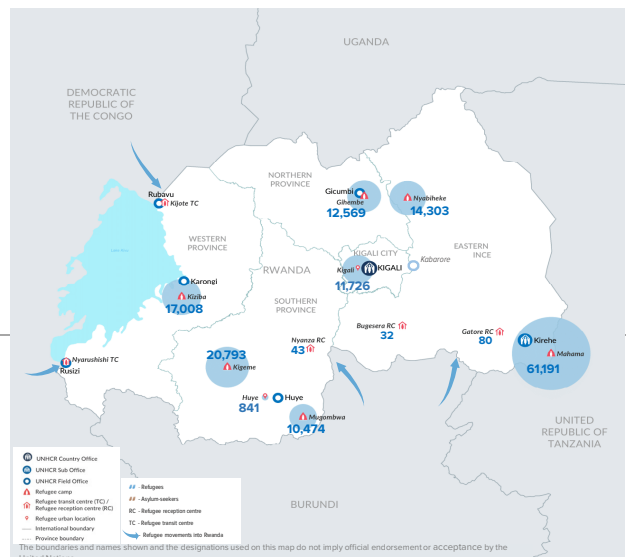 UGANDA
DEMOCRATIC
REPUBLIC OF
THE CONGO
NORTHERN
PROVINCE
Rubavu
Kijote TC
Gicumbi
Gihembe
12,569
Nyabiheke
14,303
WESTERN
PROVINCE
KIGALI CITY
EASTERN
INCE
Kabarore
Kigali
KIGALI
11,726
RWANDA
Karongi
Kiziba
17,008
SOUTHERN
PROVINCE
Bugesera RC
32
Nyanza RC
43
Gatore RC
80
Kirehe
Mahama
61,191
Nyarushishi TC
Rusizi
20,793
Kigeme
Huye
841
Huye
Mugombwa
10,474
UNITED
REPUBLIC OF
TANZANIA
BURUNDI
UNHCR Country Office
UNHCR Sub Office
UNHCR Field Office
Refugee camp
Refugee transit centre (TC) /
Refugee reception centre (RC)
Refugee urban location
International boundary
Province boundary
## - Refugees
## - Asylum-seekers
RC - Refugee reception centre
TC - Refugee transit centre
Refugee movements into Rwanda
The boundaries and names shown and the designations used on this map do not imply official endorsement or acceptance by the